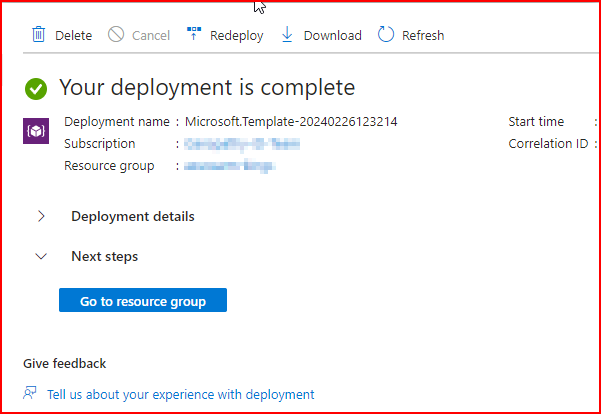 Delete Cancel Redeploy Download Refresh
Your deployment is complete
Deployment name : Microsoft.Template-20240226123214 Start time :
Subscription : Correlation ID :
Resource group :
Deployment details
Next steps
Go to resource group
Give feedback
Tell us about your experience with deployment